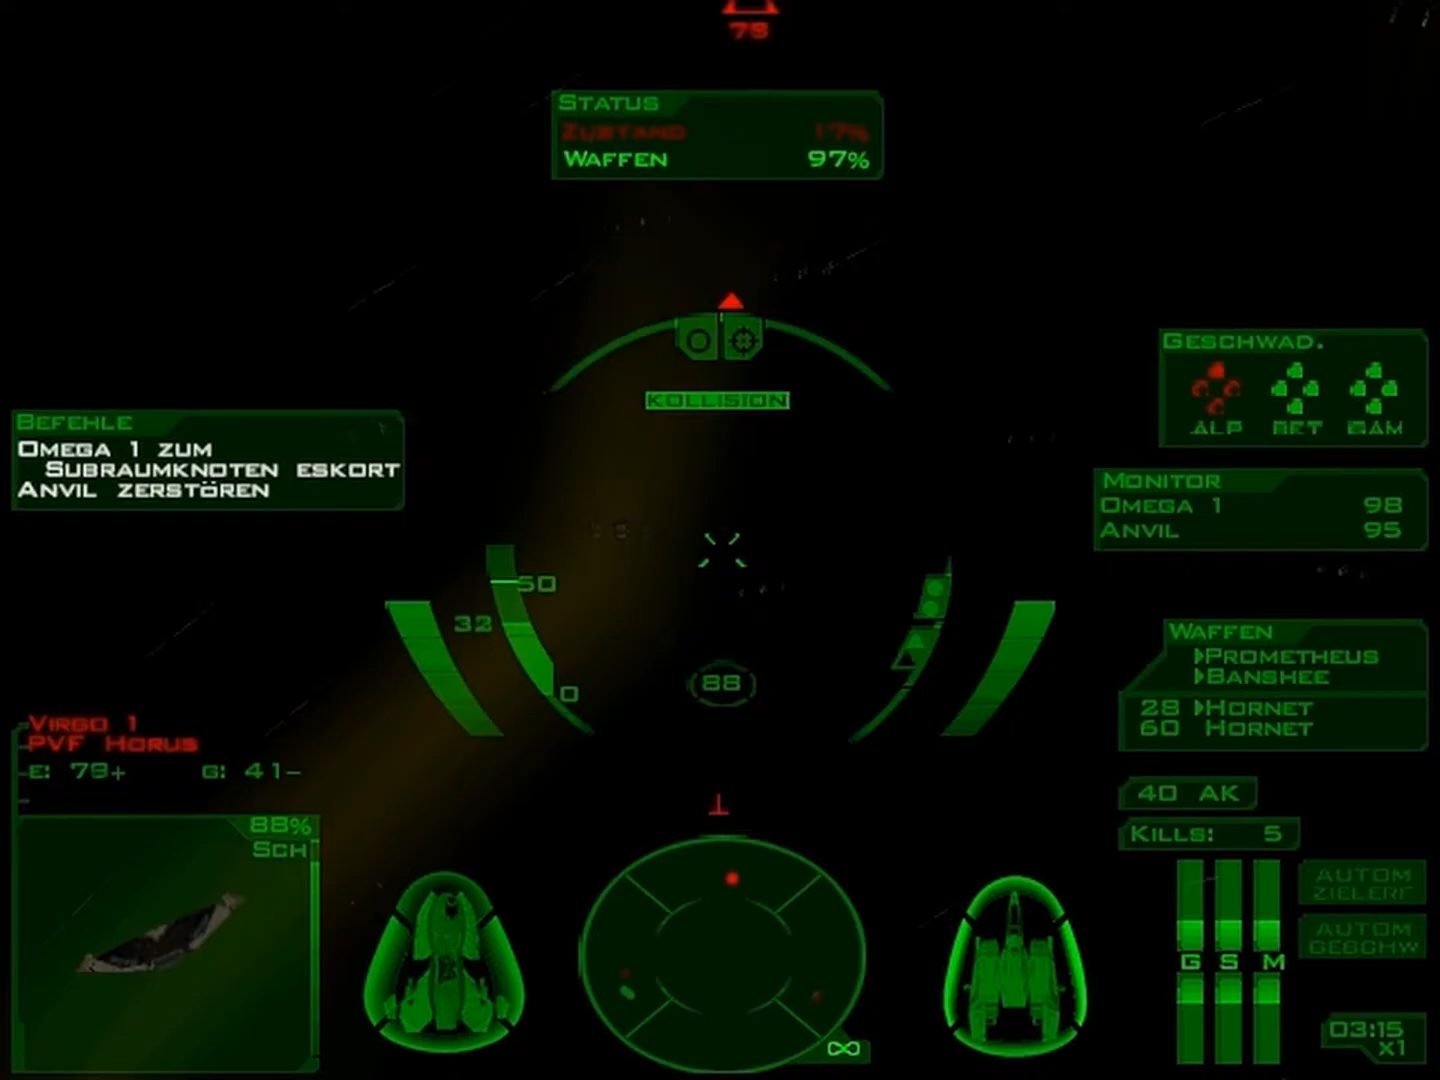 79
STATUS
ZUSTAND 17%
WAFFEN 97%
KOLLISION
BEFEHLE
OMEGA 1 ZUM
SUBRAUMKNOTEN ESKORT
ANVIL ZERSTÖREN
GESCHWAD.
ALP BET GAM
MONITOR
OMEGA 1 98
ANVIL 95
50
32
0
88
WAFFEN
PROMETHEUS
BANSHEE
28 HORNET
60 HORNET
VIRGO 1
PVF HORUS
E: 79+ G: 41-
88%
SCH
40 AK
KILLS: 5
AUTOM
ZIELERF
AUTOM
GESCHW
G S M
03:15
X1